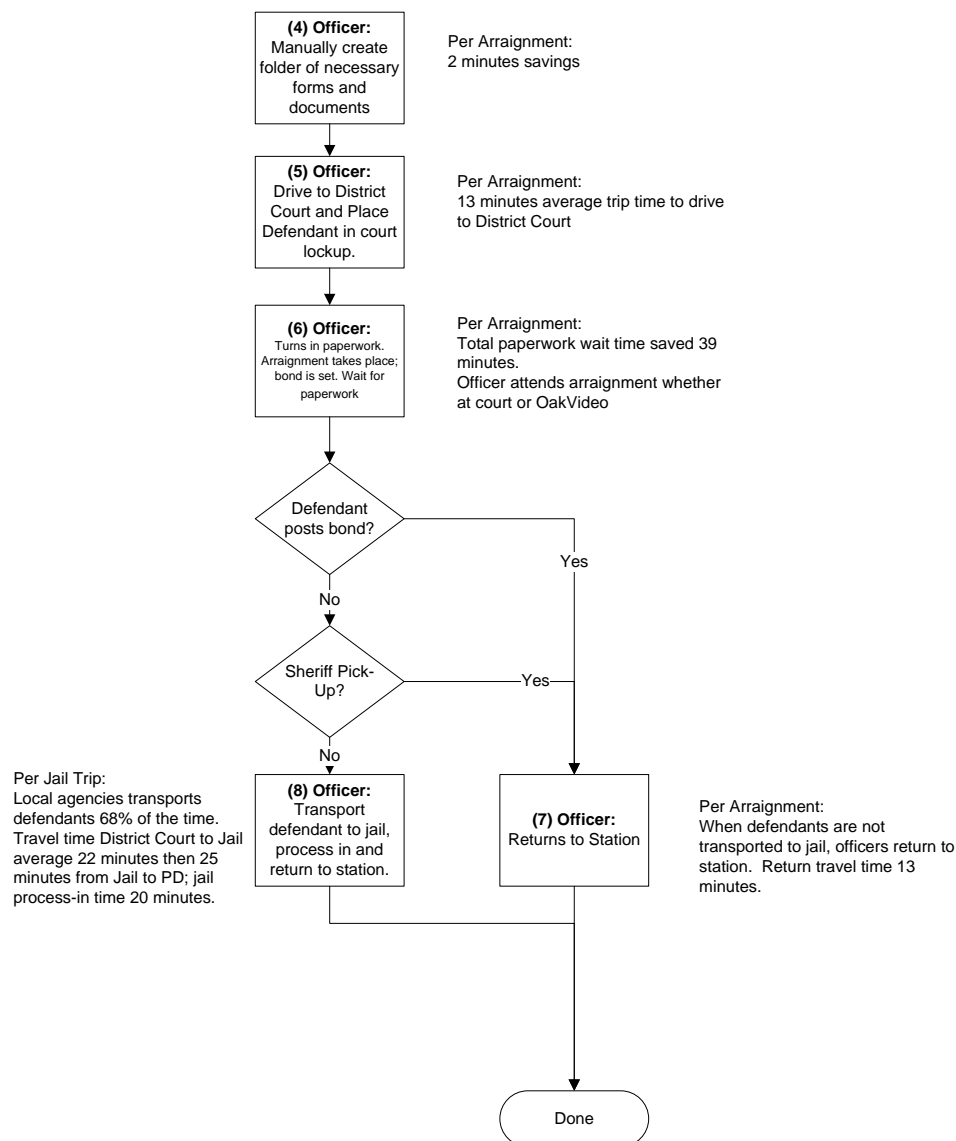 (4) Officer:
Manually create
folder of necessary
forms and
documents
Per Arraignment:
2 minutes savings
(5) Officer:
Drive to District
Court and Place
Defendant in court
lockup.
Per Arraignment:
13 minutes average trip time to drive
to District Court
(6) Officer:
Turns in paperwork.
Arraignment takes place;
bond is set. Wait for
paperwork
Per Arraignment:
Total paperwork wait time saved 39
minutes.
Officer attends arraignment whether
at court or OakVideo
Defendant
posts bond?
Yes
No
Sheriff Pick-
Up?
Yes
No
Per Jail Trip:
Local agencies transports
defendants 68% of the time.
Travel time District Court to Jail
average 22 minutes then 25
minutes from Jail to PD; jail
process-in time 20 minutes.
(8) Officer:
Transport
defendant to jail,
process in and
return to station.
(7) Officer:
Returns to Station
Per Arraignment:
When defendants are not
transported to jail, officers return to
station.  Return travel time 13
minutes.
Done